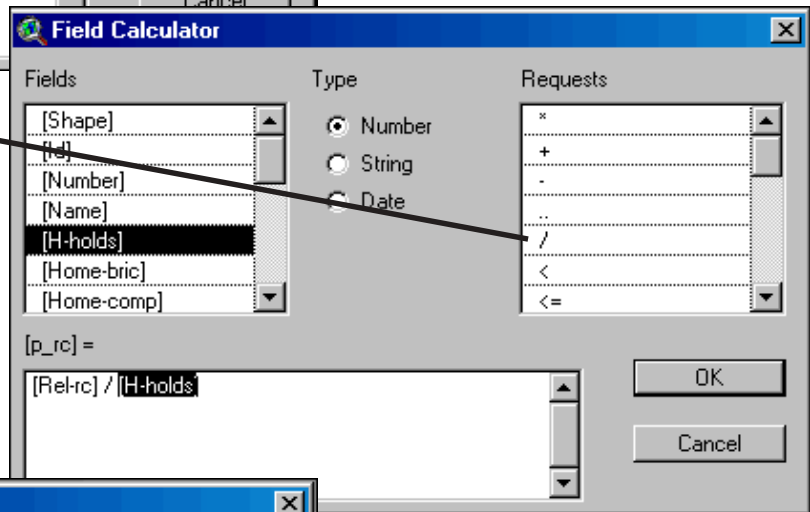 Cancel
Field Calculator
Fields
Type
Requests
[Shape]
[Id]
[Number]
[Name]
[H-holds]
[Home-bric]
[Home-comp]
Number
String
Date
*
+
-
..
/
<
<=
[p_rc] =
[Rel-rc] / [H-holds]
OK
Cancel